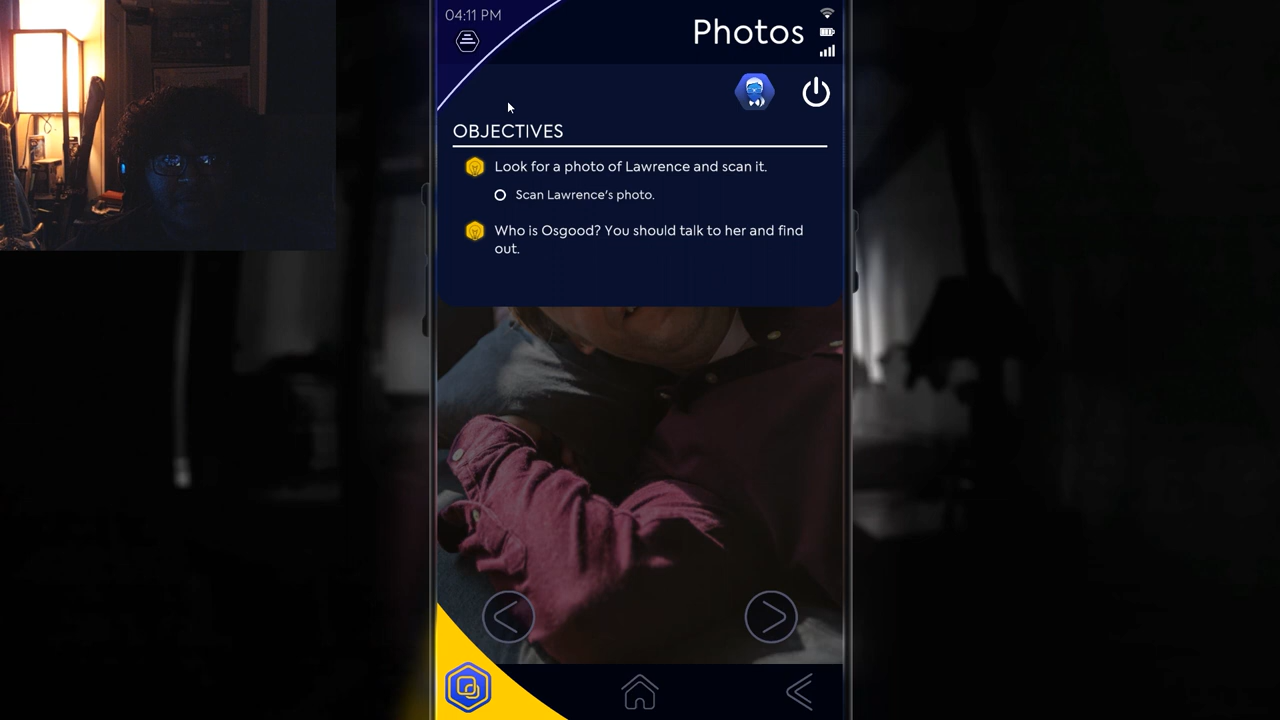 04:11 PM
Photos
OBJECTIVES
Look for a photo of Lawrence and scan it.
Scan Lawrence's photo.
Who is Osgood? You should talk to her and find
out.